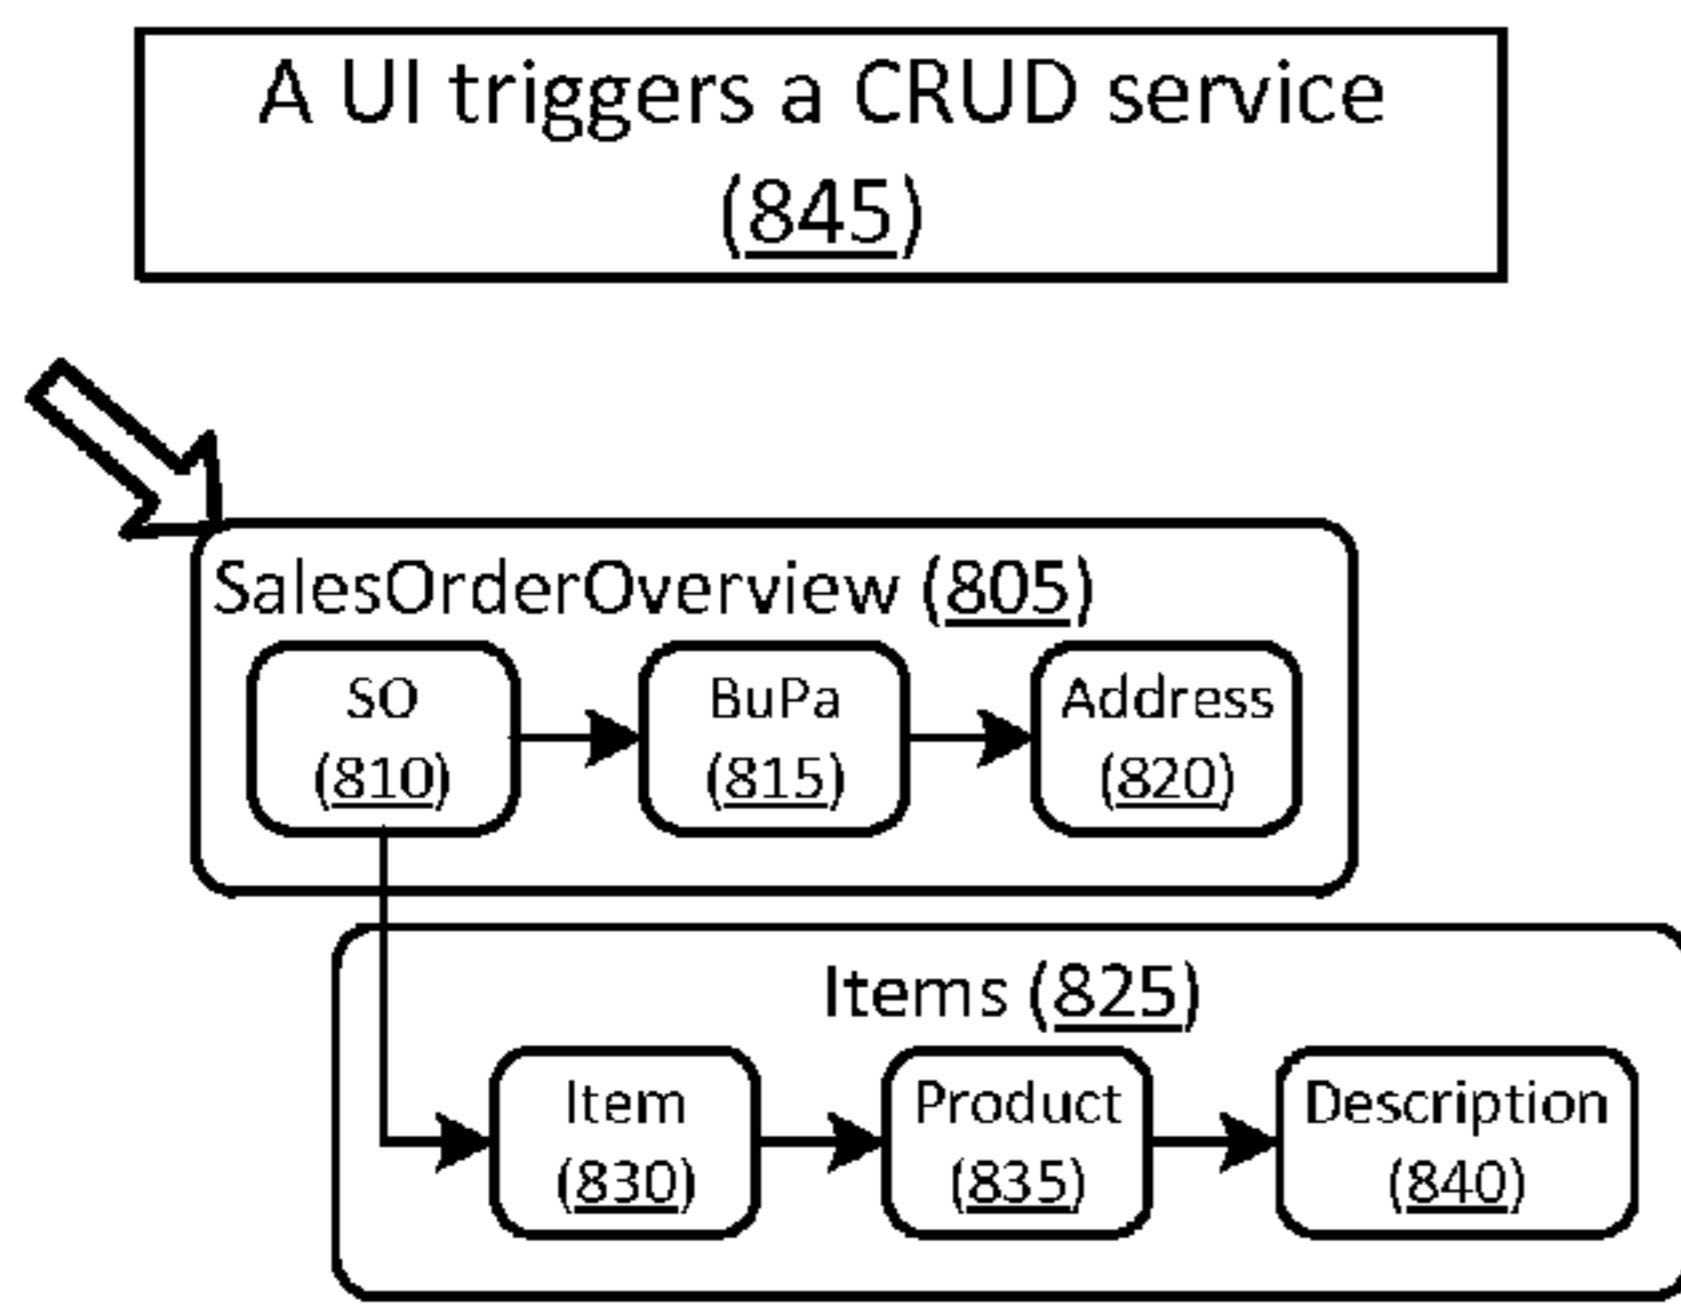 A UI triggers a CRUD service
(845)
SalesOrderOverview (805)
SO
(810)
BuPa
(815)
Address
(820)
Items (825)
Item
(830)
Product
(835)
Description
(840)